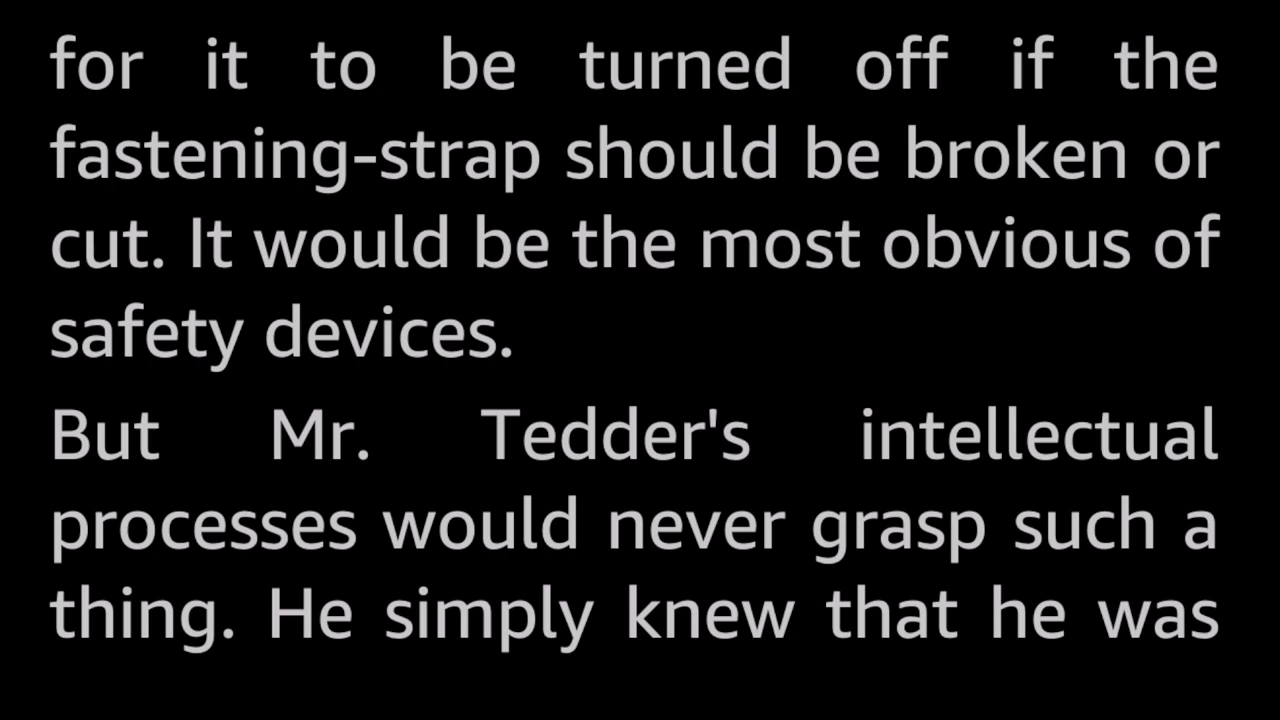 for it to be turned off if the
fastening-strap should be broken or
cut. It would be the most obvious of
safety devices.
But Mr. Tedder's intellectual
processes would never grasp such a
thing. He simply knew that he was